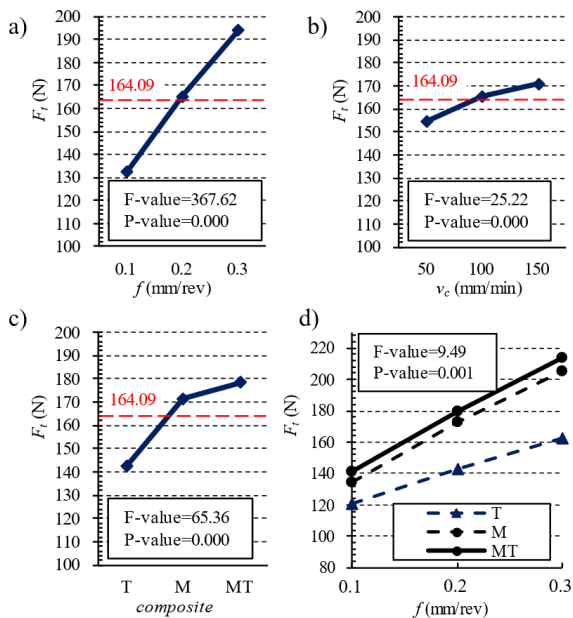 a)
200
190
180
170
160
150
140
130
120
110
100
F_t (N)
164.09
F-value=367.62
P-value=0.000
0.1 0.2 0.3
f (mm/rev)
b)
200
190
180
170
160
150
140
130
120
110
100
F_t (N)
164.09
F-value=25.22
P-value=0.000
50 100 150
v_c (mm/min)
c)
200
190
180
170
160
150
140
130
120
110
100
F_t (N)
164.09
F-value=65.36
P-value=0.000
T M MT
composite
d)
220
200
180
160
140
120
100
80
F_t (N)
F-value=9.49
P-value=0.001
T
M
MT
0.1 0.2 0.3
f (mm/rev)